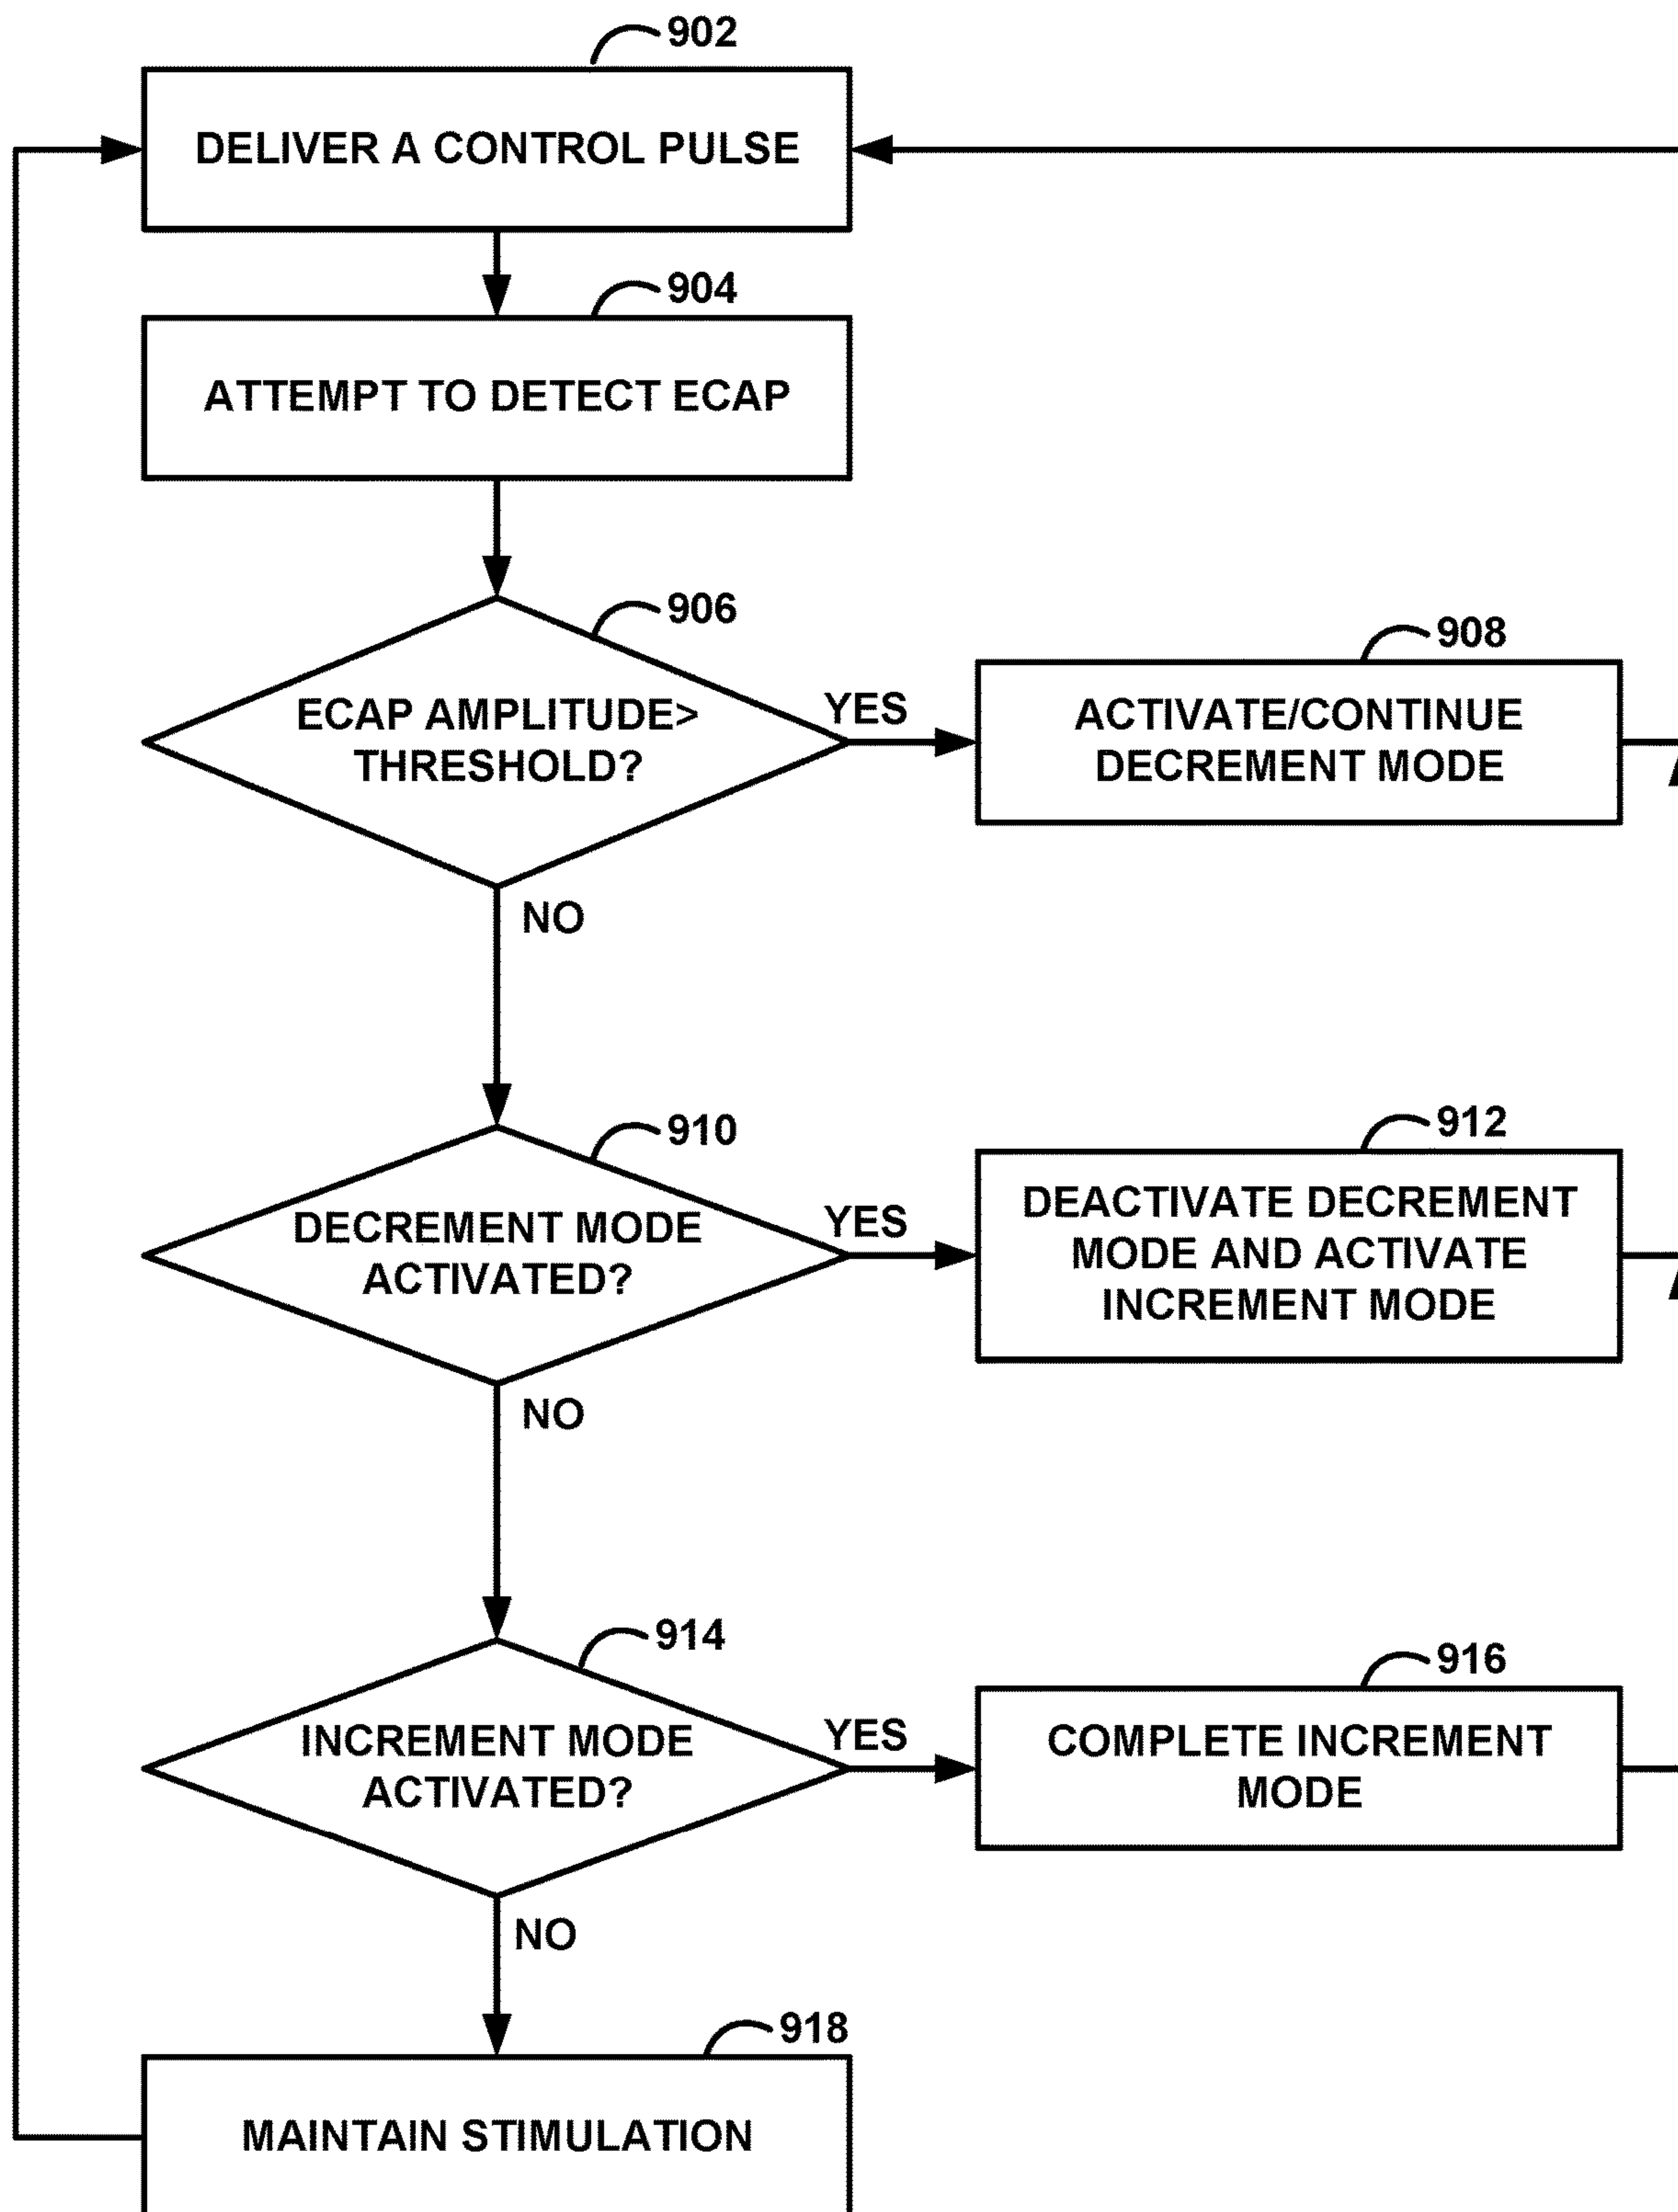 902
DELIVER A CONTROL PULSE
904
ATTEMPT TO DETECT ECAP
906
ECAP AMPLITUDE>
THRESHOLD?
YES
908
ACTIVATE/CONTINUE
DECREMENT MODE
NO
910
DECREMENT MODE
ACTIVATED?
YES
912
DEACTIVATE DECREMENT
MODE AND ACTIVATE
INCREMENT MODE
NO
914
INCREMENT MODE
ACTIVATED?
YES
916
COMPLETE INCREMENT
MODE
NO
918
MAINTAIN STIMULATION